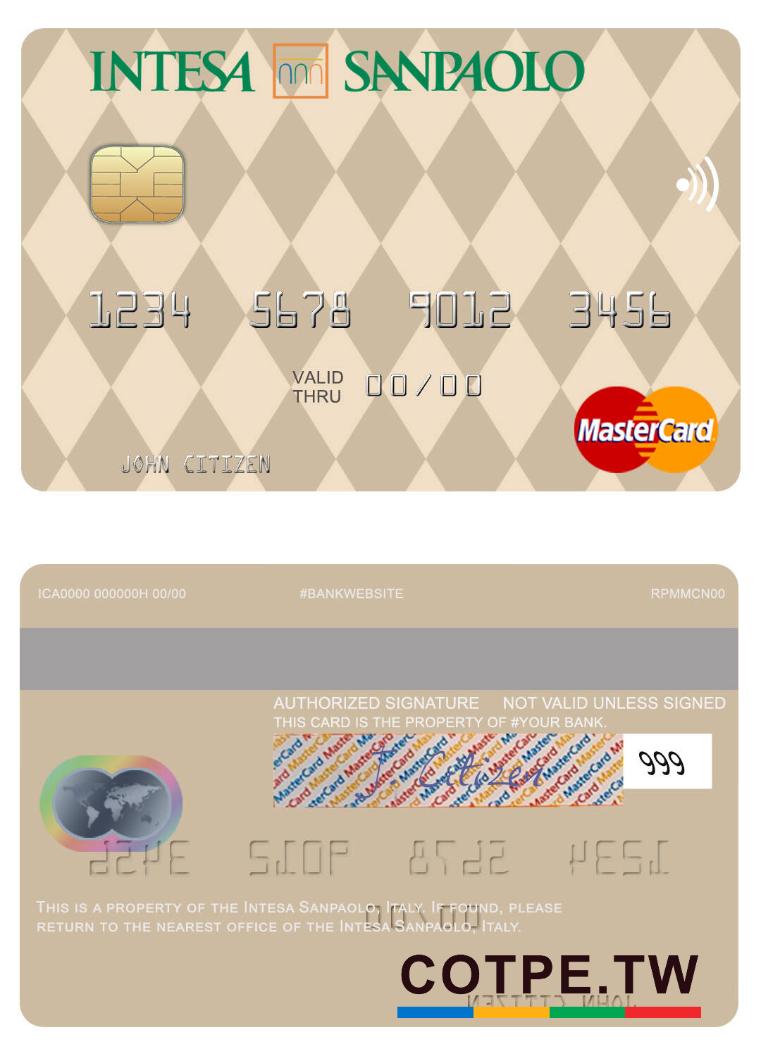 INTESA SANPAOLO
1234 5678 9012 3456
VALID THRU 00/00
MasterCard
JOHN CITIZEN
ICA0000 000000H 00/00 #BANKWEBSITE RPMMCN00
AUTHORIZED SIGNATURE NOT VALID UNLESS SIGNED
THIS CARD IS THE PROPERTY OF #YOUR BANK.
J Citizen 999
THIS IS A PROPERTY OF THE INTESA SANPAOLO, ITALY. IF FOUND, PLEASE
RETURN TO THE NEAREST OFFICE OF THE INTESA SANPAOLO, ITALY.
COTPE.TW